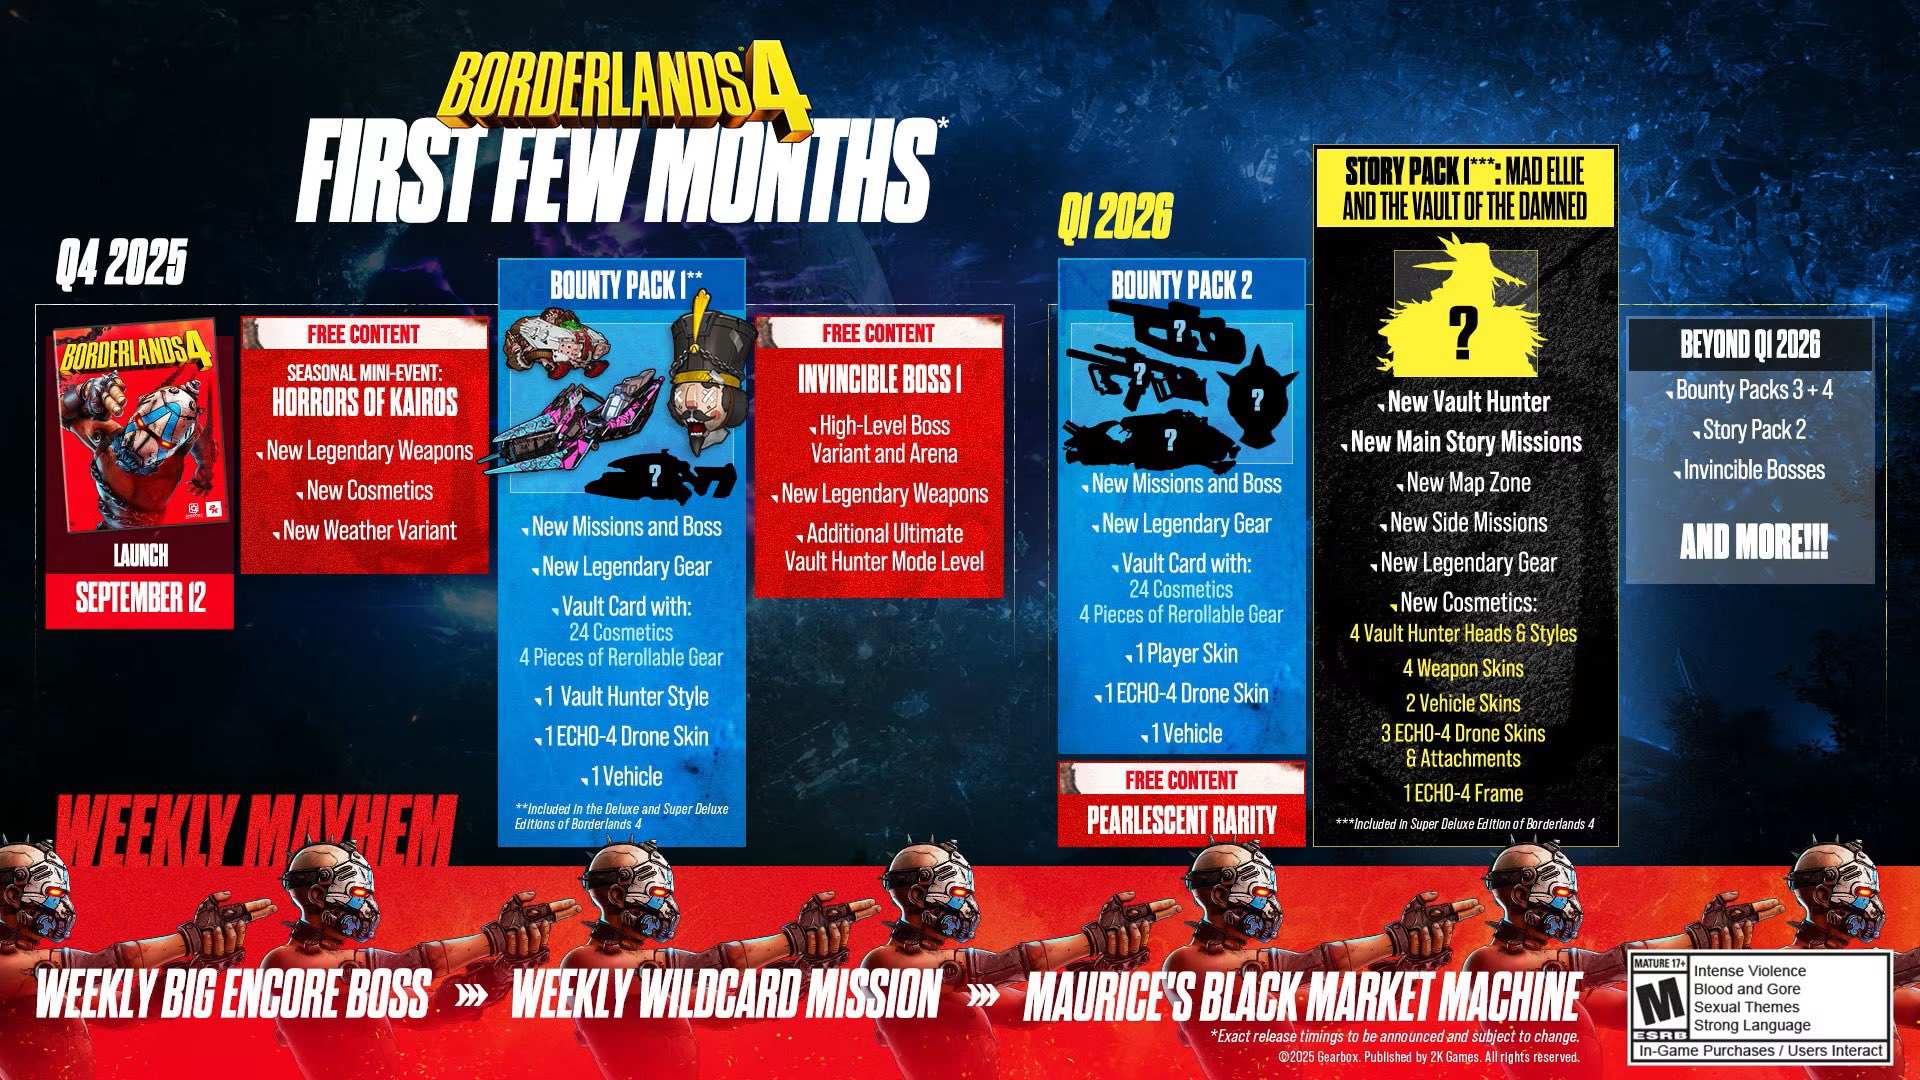 BORDERLANDS 4
FIRST FEW MONTHS*
Q4 2025
BORDERLANDS 4
gearbox
2K
LAUNCH
SEPTEMBER 12
FREE CONTENT
SEASONAL MINI-EVENT:
HORRORS OF KAIROS
New Legendary Weapons
New Cosmetics
New Weather Variant
BOUNTY PACK 1**
?
New Missions and Boss
New Legendary Gear
Vault Card with:
24 Cosmetics
4 Pieces of Rerollable Gear
1 Vault Hunter Style
1 ECHO-4 Drone Skin
1 Vehicle
**Included in the Deluxe and Super Deluxe
Editions of Borderlands 4
FREE CONTENT
INVINCIBLE BOSS 1
High-Level Boss
Variant and Arena
New Legendary Weapons
Additional Ultimate
Vault Hunter Mode Level
Q1 2026
BOUNTY PACK 2
?
?
?
?
New Missions and Boss
New Legendary Gear
Vault Card with:
24 Cosmetics
4 Pieces of Rerollable Gear
1 Player Skin
1 ECHO-4 Drone Skin
1 Vehicle
FREE CONTENT
PEARLESCENT RARITY
STORY PACK 1***: MAD ELLIE
AND THE VAULT OF THE DAMNED
?
New Vault Hunter
New Main Story Missions
New Map Zone
New Side Missions
New Legendary Gear
New Cosmetics:
4 Vault Hunter Heads & Styles
4 Weapon Skins
2 Vehicle Skins
3 ECHO-4 Drone Skins
& Attachments
1 ECHO-4 Frame
***Included in Super Deluxe Edition of Borderlands 4
BEYOND Q1 2026
Bounty Packs 3 + 4
Story Pack 2
Invincible Bosses
AND MORE!!!
WEEKLY MAYHEM
WEEKLY BIG ENCORE BOSS »› WEEKLY WILDCARD MISSION »› MAURICE'S BLACK MARKET MACHINE
*Exact release timings to be announced and subject to change.
©2025 Gearbox. Published by 2K Games. All rights reserved.
MATURE 17+
M
ESRB
Intense Violence
Blood and Gore
Sexual Themes
Strong Language
In-Game Purchases / Users Interact